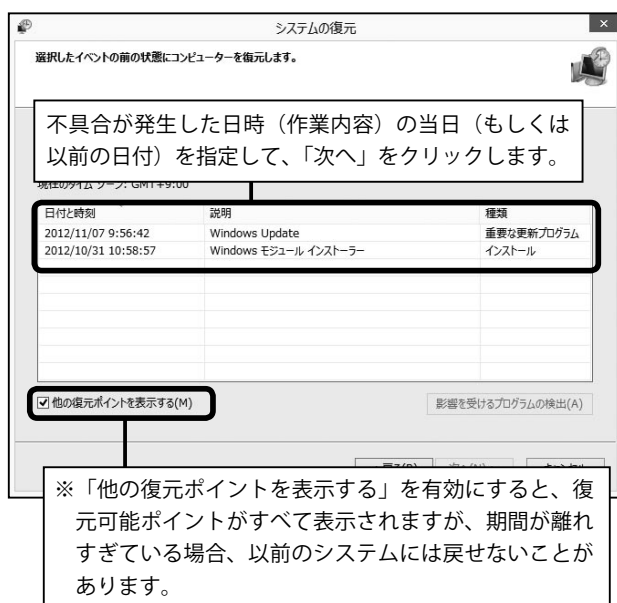 システムの復元
選択したイベントの前の状態にコンピューターを復元します。
不具合が発生した日時（作業内容）の当日（もしくは
以前の日付）を指定して、「次へ」をクリックします。
現在のタイム ゾーン: GMT+9:00
日付と時刻 説明 種類
2012/11/07 9:56:42 Windows Update 重要な更新プログラム
2012/10/31 10:58:57 Windows モジュール インストーラー インストール
他の復元ポイントを表示する(M) 影響を受けるプログラムの検出(A)
※「他の復元ポイントを表示する」を有効にすると、復
元可能ポイントがすべて表示されますが、期間が離れ
すぎている場合、以前のシステムには戻せないことが
あります。